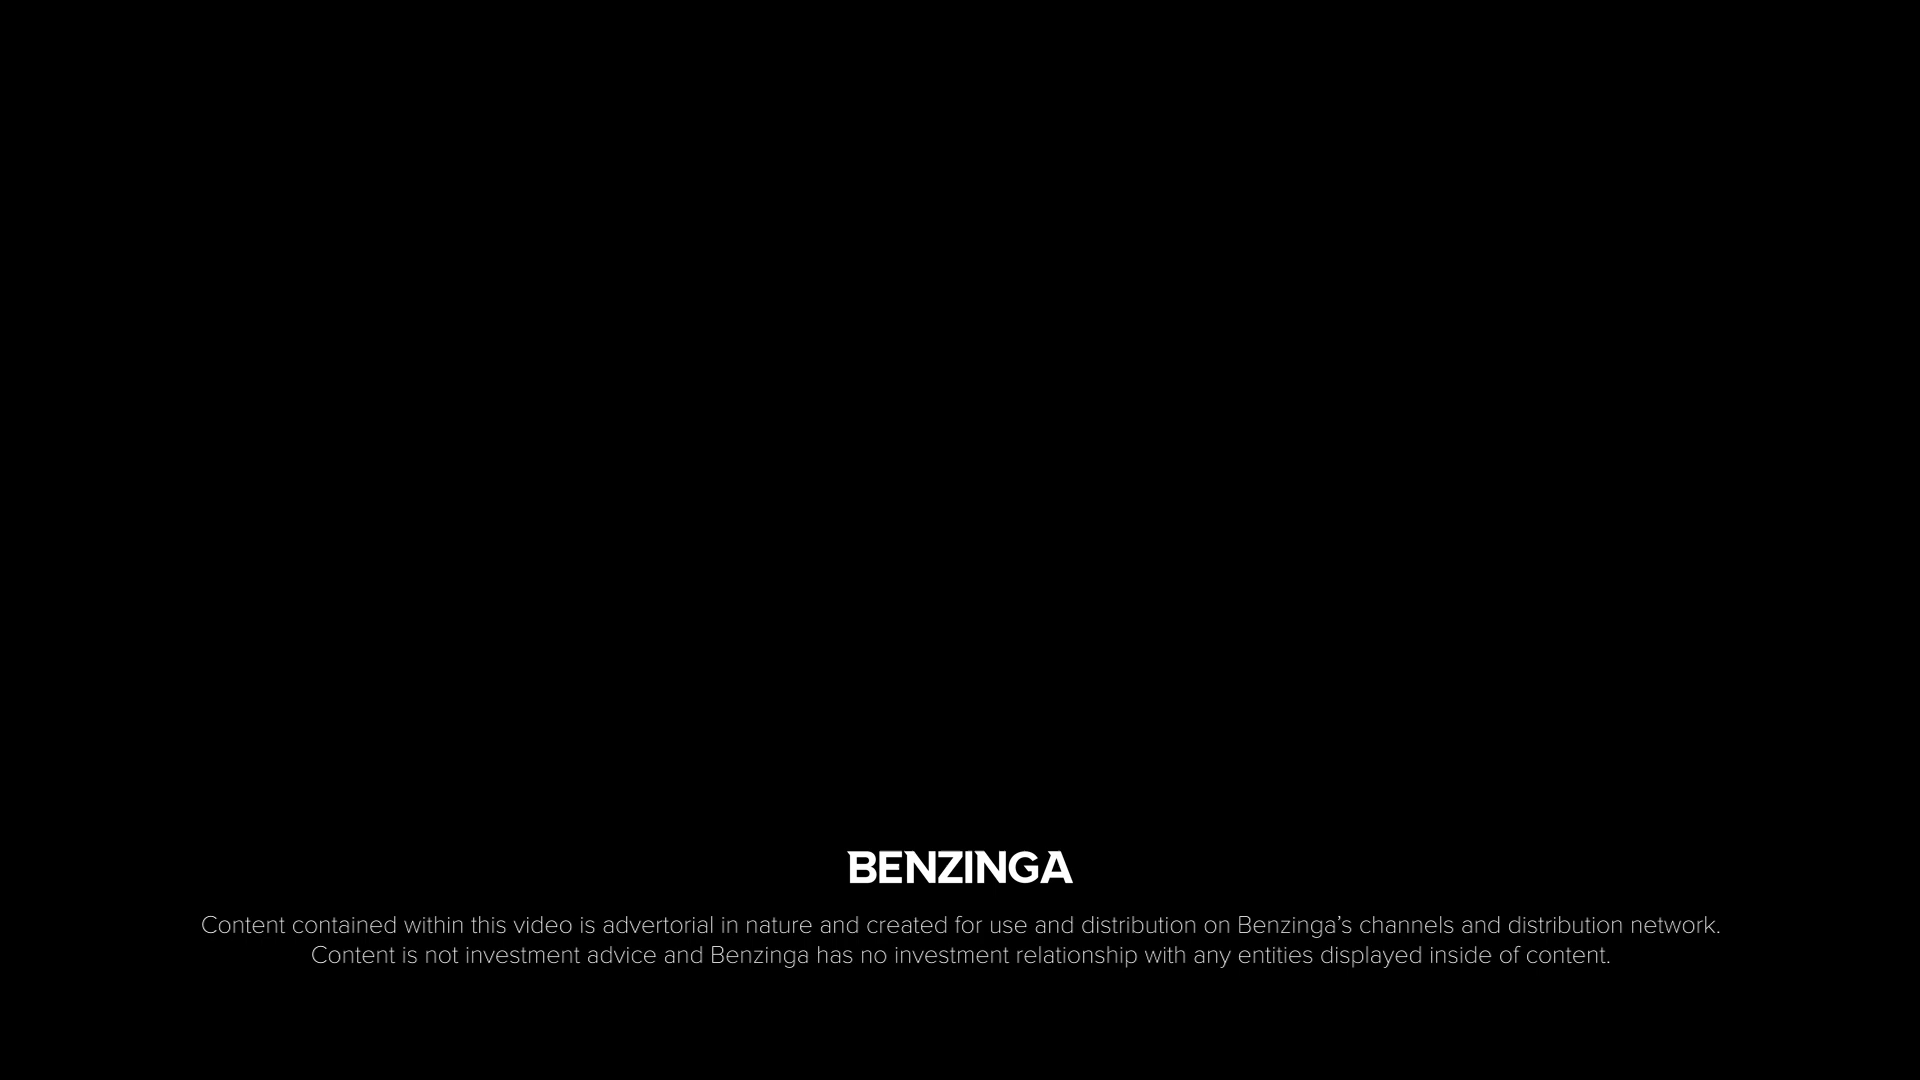 BENZINGA
Content contained within this video is advertorial in nature and created for use and distribution on Benzinga’s channels and distribution network.
Content is not investment advice and Benzinga has no investment relationship with any entities displayed inside of content.